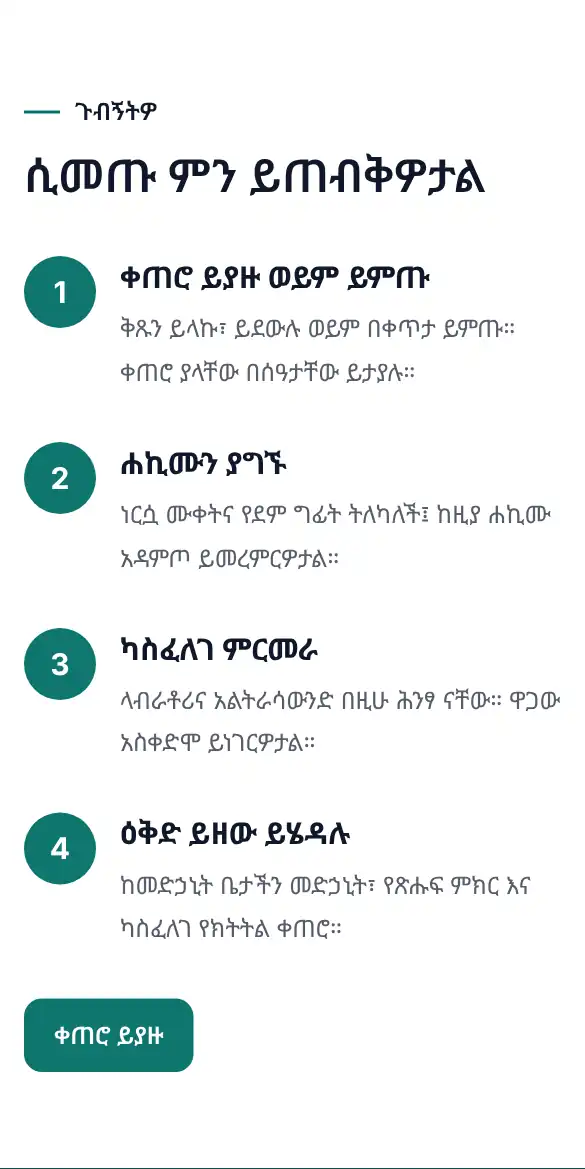 ጉብኝትዎ
ሲመጡ ምን ይጠብቅዎታል
1
ቀጠሮ ይያዙ ወይም ይምጡ
ቅጹን ይላኩ፣ ይደውሉ ወይም በቀጥታ ይምጡ።
ቀጠሮ ያላቸው በሰዓታቸው ይታያሉ።
2
ሐኪሙን ያግኙ
ነርሷ ሙቀትና የደም ግፊት ትለካለች፤ ከዚያ ሐኪሙ
አዳምጦ ይመረምርዎታል።
3
ካስፈለገ ምርመራ
ላብራቶሪና አልትራሳውንድ በዚሁ ሕንፃ ናቸው። ዋጋው
አስቀድሞ ይነገርዎታል።
4
ዕቅድ ይዘው ይሄዳሉ
ከመድኃኒት ቤታችን መድኃኒት፣ የጽሑፍ ምክር እና
ካስፈለገ የክትትል ቀጠሮ።
ቀጠሮ ይያዙ